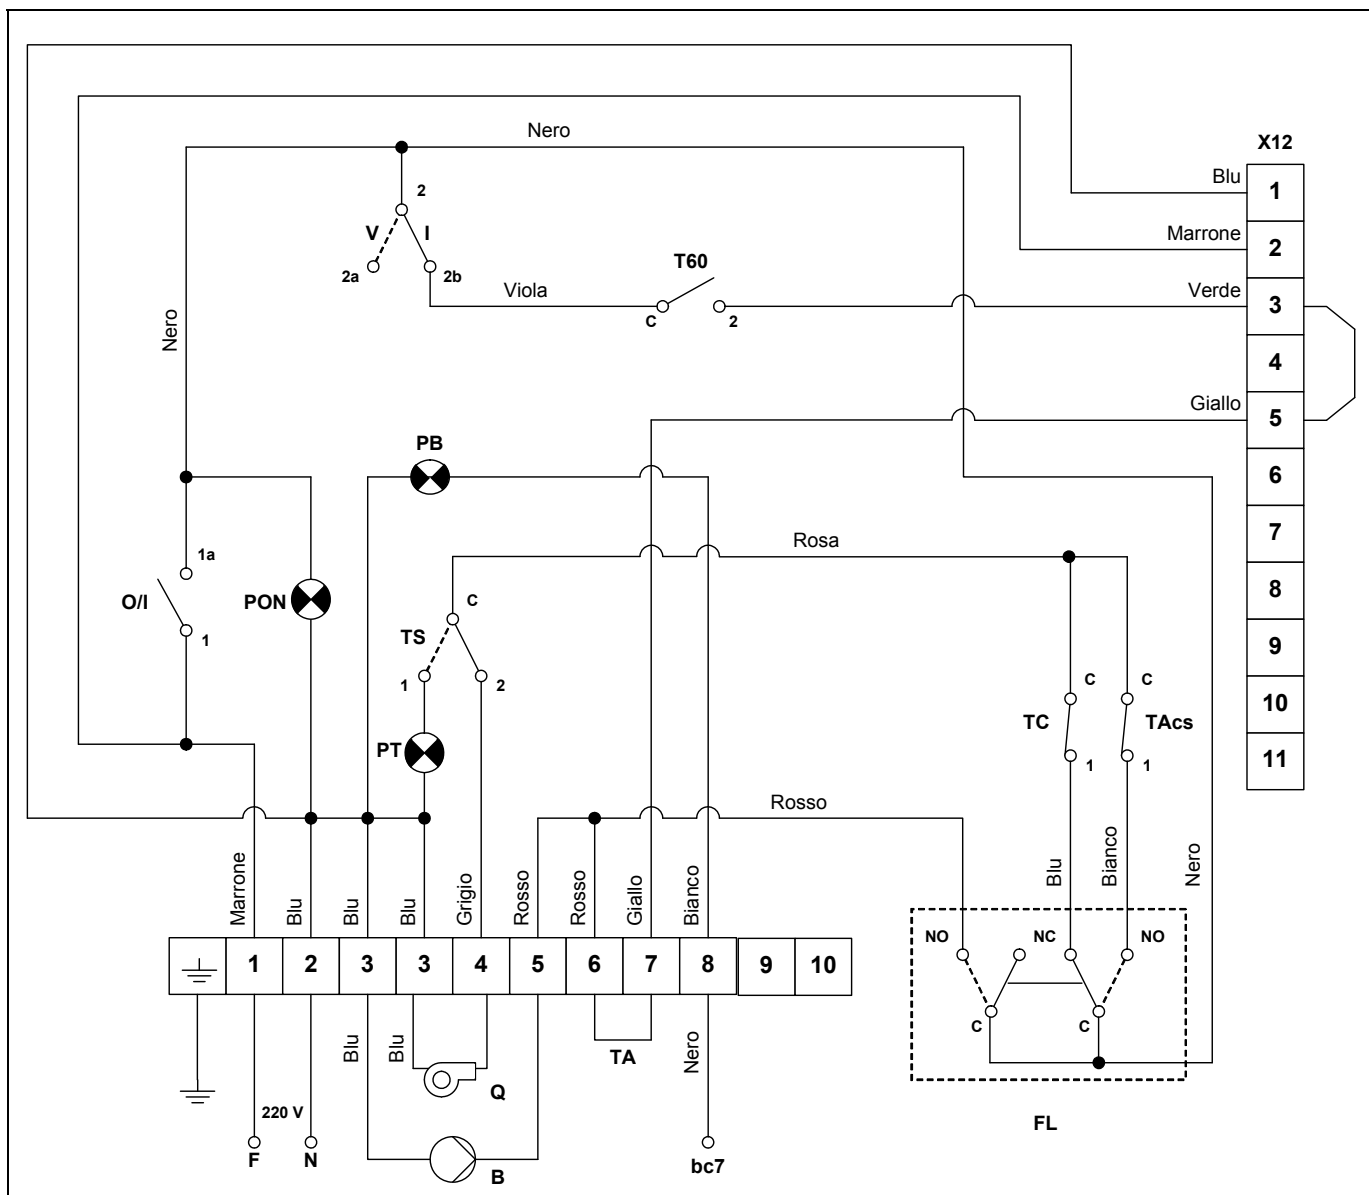 Nero
X12
Blu
1
2
V
I
Marrone
2
T60
2a
2b
Viola
Verde
3
C
2
Nero
4
Giallo
5
PB
6
7
Rosa
1a
O/I
PON
8
C
TS
1
9
1
2
C
C
10
TC
TAcs
PT
1
1
11
Rosso
Marrone
Blu
Blu
Blu
Grigio
Rosso
Rosso
Giallo
Bianco
Blu
Bianco
Nero
NO
NC
NO
1
2
3
3
4
5
6
7
8
9
10
C
C
Blu
Blu
TA
Nero
Q
220 V
FL
F
N
B
bc7